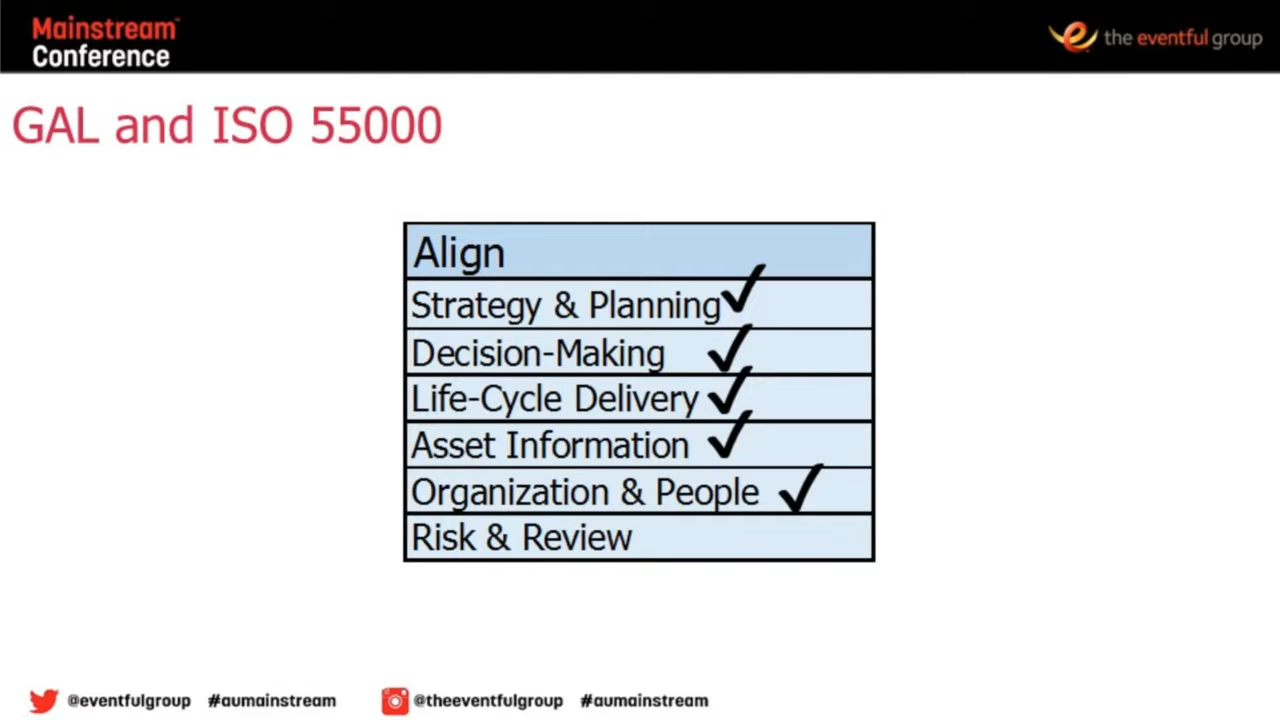 Mainstream™
Conference
the eventful group
GAL and ISO 55000
Align
Strategy & Planning
Decision-Making
Life-Cycle Delivery
Asset Information
Organization & People
Risk & Review
@eventfulgroup #aumainstream @theeventfulgroup #aumainstream